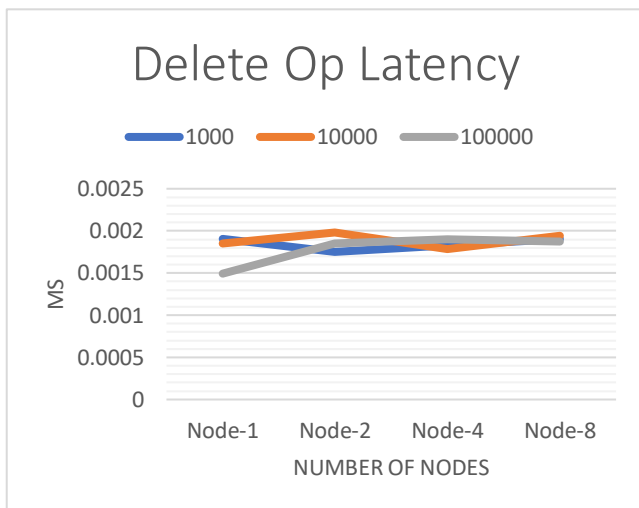 Delete Op Latency
1000 10000 100000
0.0025
0.002
0.0015
0.001
0.0005
0
MS
Node-1 Node-2 Node-4 Node-8
NUMBER OF NODES